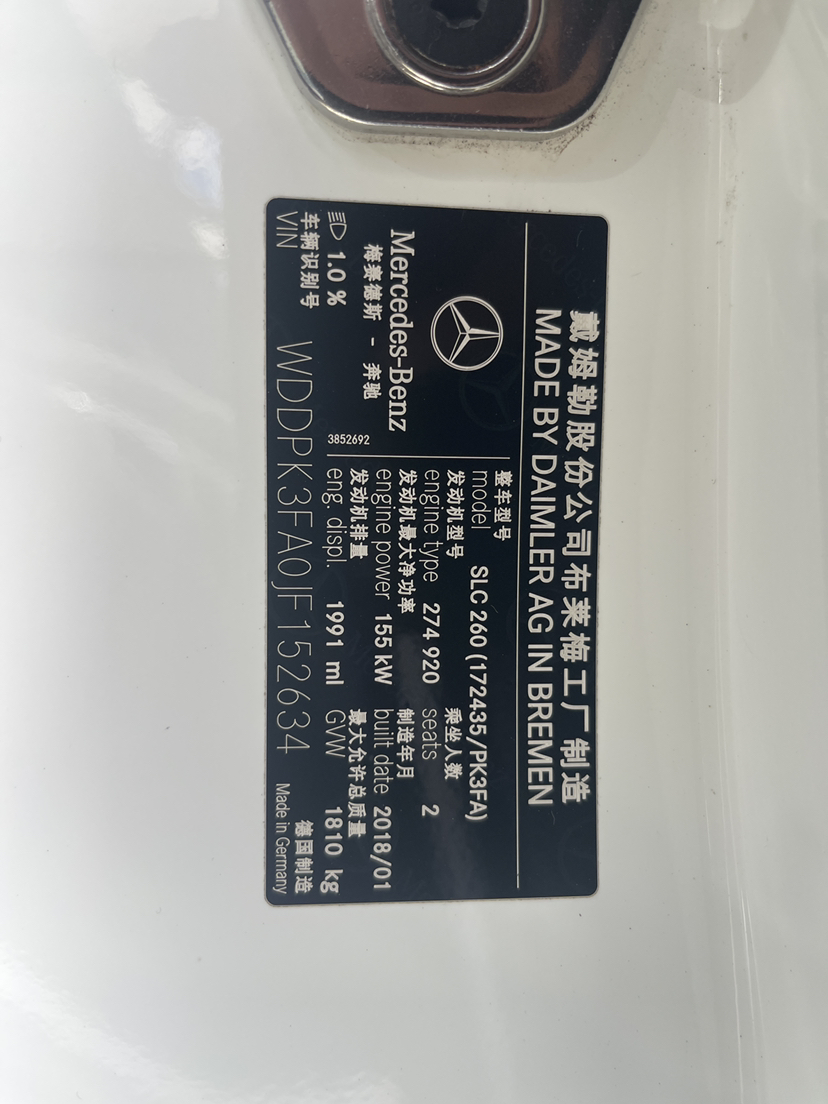 戴姆勒股份公司布莱梅工厂制造
MADE BY DAIMLER AG IN BREMEN
Mercedes-Benz
梅赛德斯 - 奔驰
1.0 %
3852692
整车型号
model SLC 260 (172435/PK3FA)
发动机型号 乘坐人数
engine type 274 920 seats 2
发动机最大净功率 制造年月
engine power 155 kW built date 2018/01
发动机排量 最大允许总质量
eng. displ. 1991 ml GVW 1810 kg
车辆识别号 德国制造
VIN WDDPK3FA0JF152634 Made in Germany